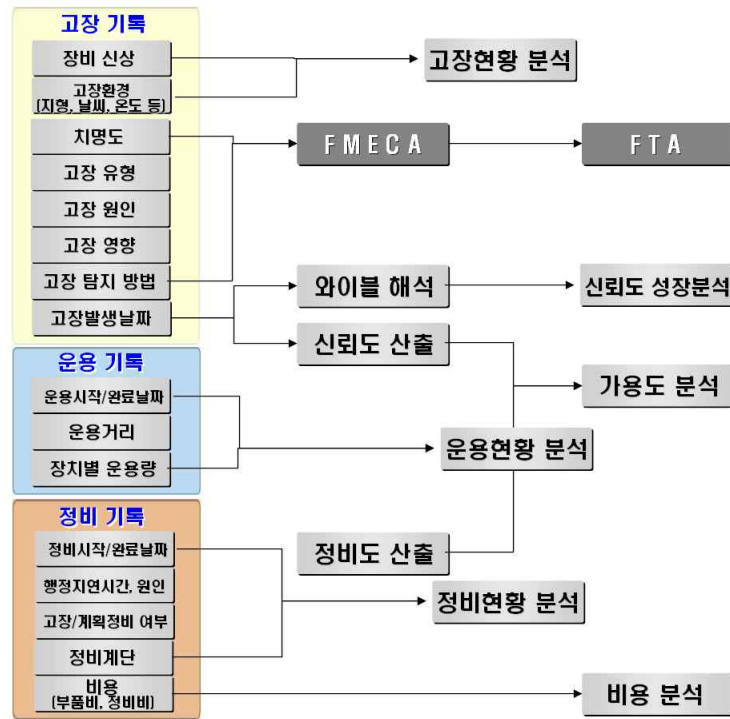 고장 기록
장비 신상
고장환경
(지형, 날씨, 온도 등)
치명도
고장 유형
고장 원인
고장 영향
고장 탐지 방법
고장발생날짜
고장현황 분석
FMECA
FTA
와이블 해석
신뢰도 성장분석
신뢰도 산출
가용도 분석
운용 기록
운용시작/완료날짜
운용거리
장치별 운용량
운용현황 분석
정비 기록
정비시작/완료날짜
행정지연시간, 원인
고장/계획정비 여부
정비계단
비용
(부품비, 정비비)
정비도 산출
정비현황 분석
비용 분석